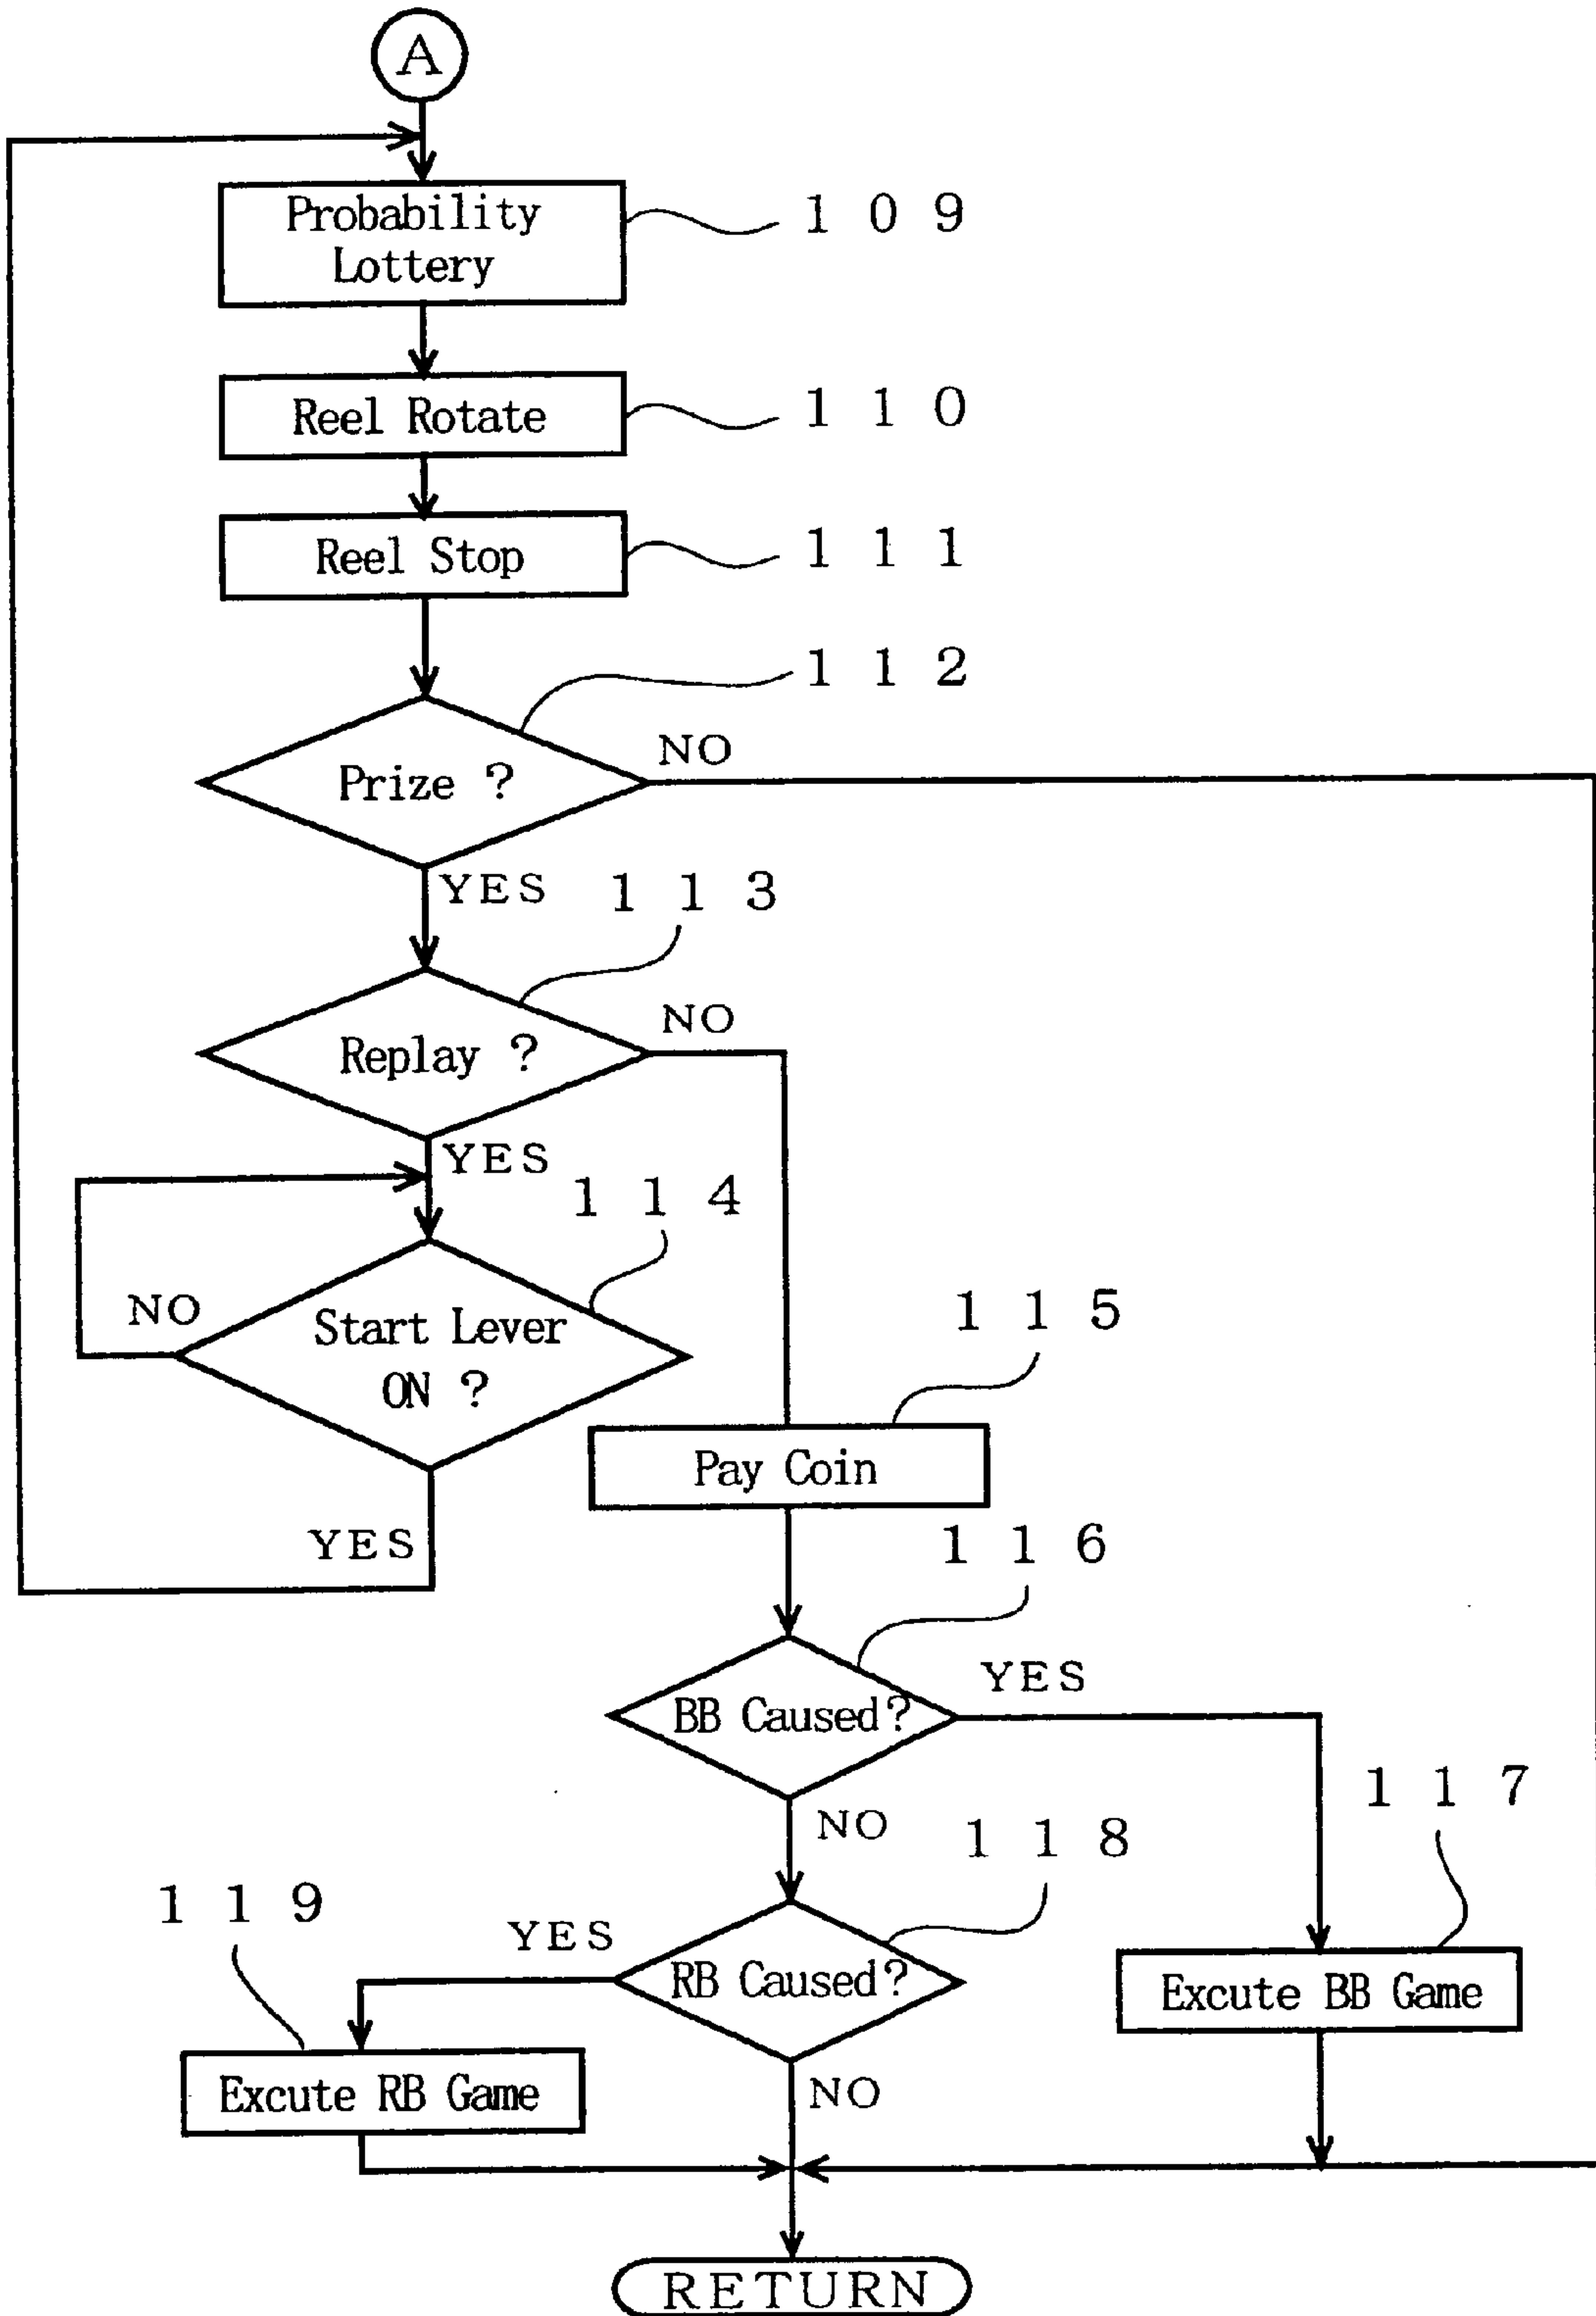 A
Probability
Lottery
1 0 9
Reel Rotate
1 1 0
Reel Stop
1 1 1
1 1 2
Prize ?
NO
YES
1 1 3
Replay ?
NO
YES
1 1 4
NO
Start Lever
ON ?
YES
1 1 5
Pay Coin
1 1 6
BB Caused?
YES
NO
1 1 7
1 1 8
1 1 9
YES
RB Caused?
Excute BB Game
Excute RB Game
NO
RETURN